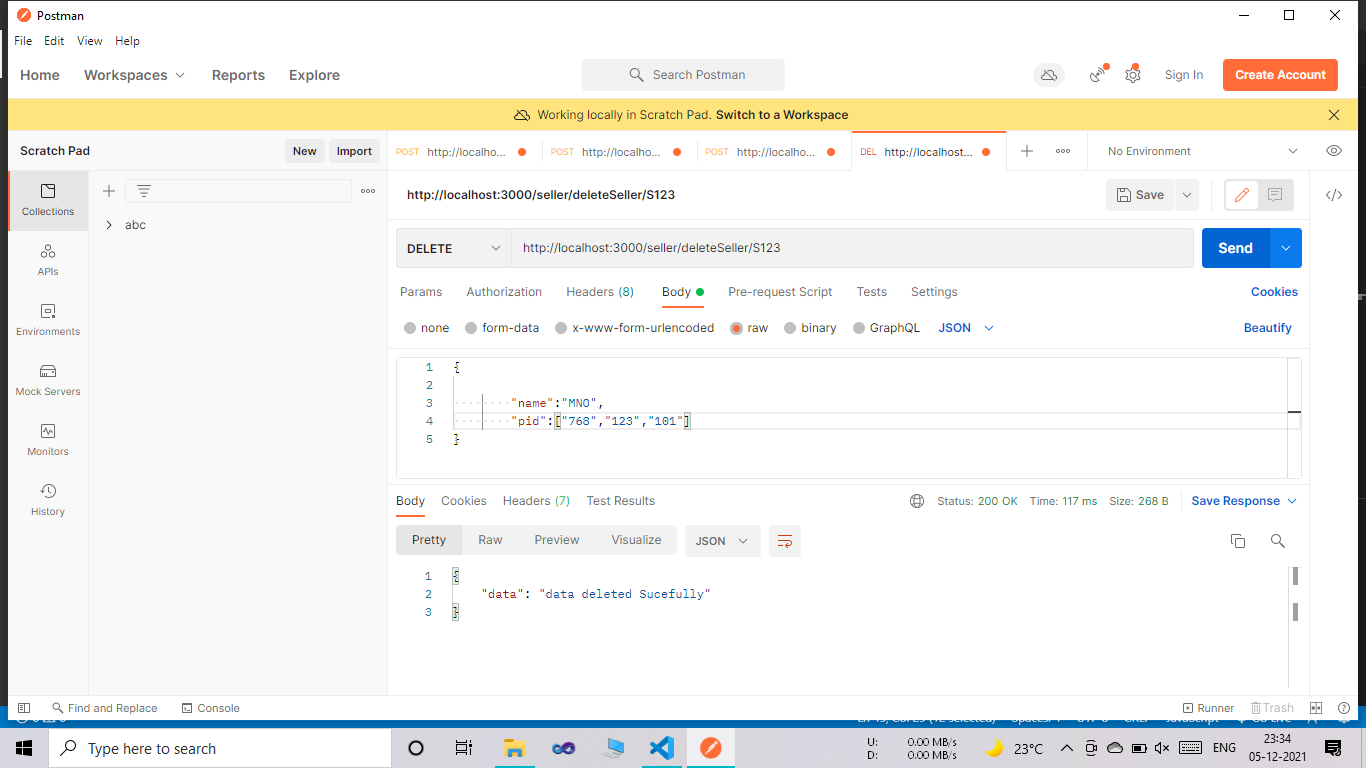 Postman
File Edit View Help
Home Workspaces Reports Explore Search Postman Sign In Create Account
Working locally in Scratch Pad. Switch to a Workspace
Scratch Pad New Import
POST http://localho... POST http://localho... POST http://localho... DEL http://localhost... No Environment
Collections
APIs
Environments
Mock Servers
Monitors
History
abc
http://localhost:3000/seller/deleteSeller/S123 Save
DELETE http://localhost:3000/seller/deleteSeller/S123 Send
Params Authorization Headers (8) Body Pre-request Script Tests Settings Cookies
none form-data x-www-form-urlencoded raw binary GraphQL JSON Beautify
1 {
2
3 "name":"MNO",
4 "pid":["768","123","101"]
5 }
Body Cookies Headers (7) Test Results Status: 200 OK Time: 117 ms Size: 268 B Save Response
Pretty Raw Preview Visualize JSON
1 {
2 "data": "data deleted Sucefully"
3 }
Find and Replace Console Runner Trash
Type here to search
U: 0.00 MB/s
D: 0.00 MB/s
23°C
ENG
23:34
05-12-2021